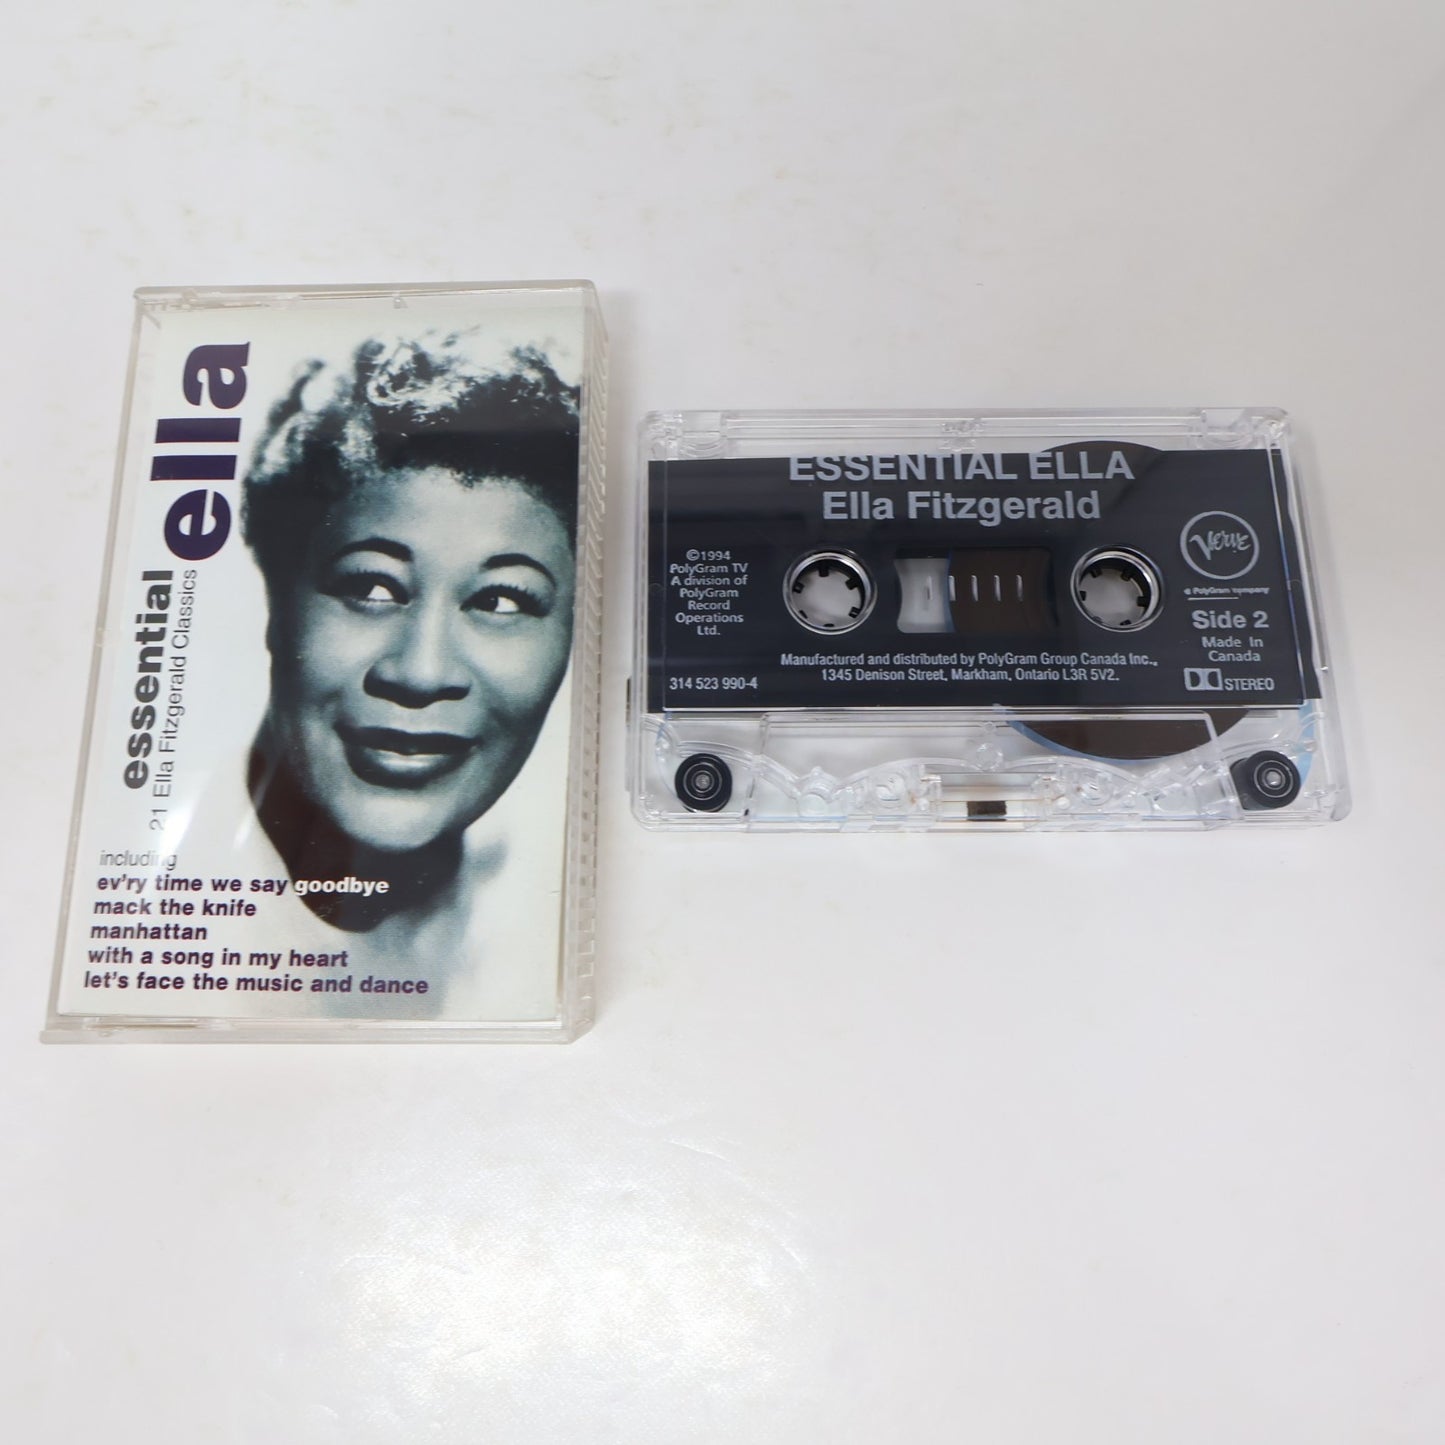 ella
essential
21 Ella Fitzgerald Classics
including
ev'ry time we say goodbye
mack the knife
manhattan
with a song in my heart
let's face the music and dance
ESSENTIAL ELLA
Ella Fitzgerald
©1994
PolyGram TV
A division of
PolyGram
Record
Operations
Ltd.
314 523 990-4
Manufactured and distributed by PolyGram Group Canada Inc.,
1345 Denison Street, Markham, Ontario L3R 5V2.
Verve
a PolyGram company
Side 2
Made In
Canada
STEREO